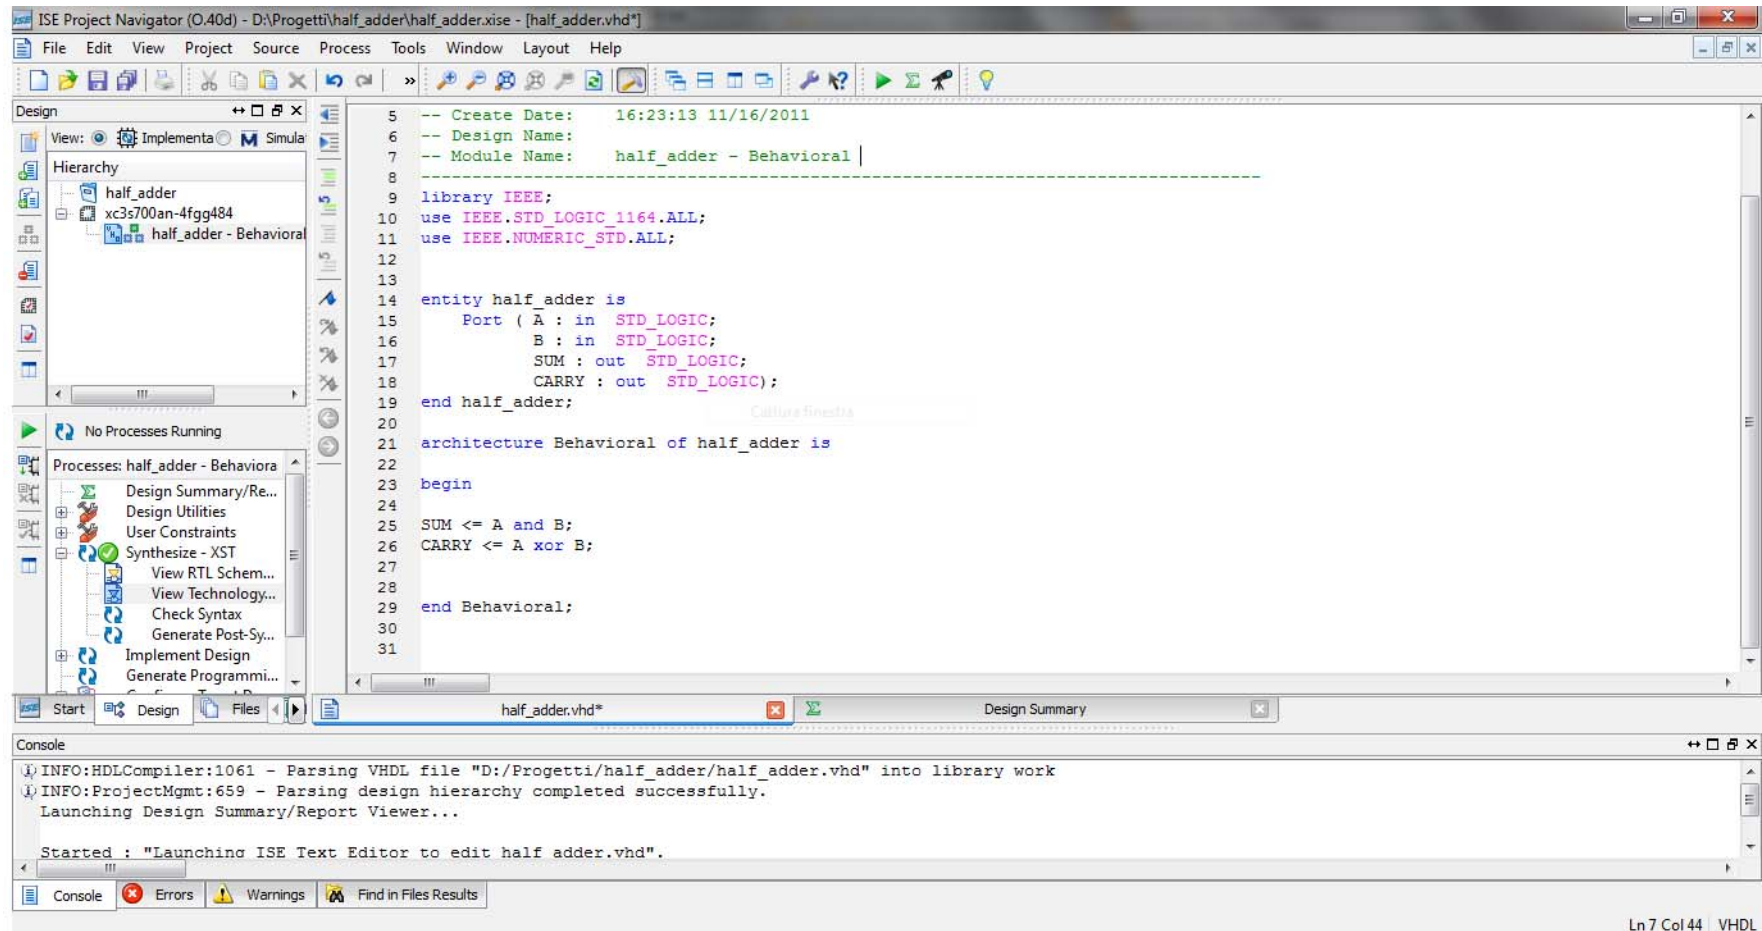 ISE Project Navigator (O.40d) - D:\Progetti\half_adder\half_adder.xise - [half_adder.vhd*]
File Edit View Project Source Process Tools Window Layout Help
Design
View: Implementa Simula
Hierarchy
half_adder
xc3s700an-4fgg484
half_adder - Behavioral
No Processes Running
Processes: half_adder - Behaviora
Design Summary/Re...
Design Utilities
User Constraints
Synthesize - XST
View RTL Schem...
View Technology...
Check Syntax
Generate Post-Sy...
Implement Design
Generate Programmi...
Start Design Files
5 -- Create Date: 16:23:13 11/16/2011
6 -- Design Name:
7 -- Module Name: half_adder - Behavioral
8 ----------------------------------------------------------------------------------
9 library IEEE;
10 use IEEE.STD_LOGIC_1164.ALL;
11 use IEEE.NUMERIC_STD.ALL;
12
13
14 entity half_adder is
15 Port ( A : in STD_LOGIC;
16 B : in STD_LOGIC;
17 SUM : out STD_LOGIC;
18 CARRY : out STD_LOGIC);
19 end half_adder;
20
21 architecture Behavioral of half_adder is
22
23 begin
24
25 SUM <= A and B;
26 CARRY <= A xor B;
27
28
29 end Behavioral;
30
31
Cattura finestra
half_adder.vhd* Design Summary
Console
INFO:HDLCompiler:1061 - Parsing VHDL file "D:/Progetti/half_adder/half_adder.vhd" into library work
INFO:ProjectMgmt:659 - Parsing design hierarchy completed successfully.
Launching Design Summary/Report Viewer...
Started : "Launching ISE Text Editor to edit half_adder.vhd".
Console Errors Warnings Find in Files Results
Ln 7 Col 44 VHDL